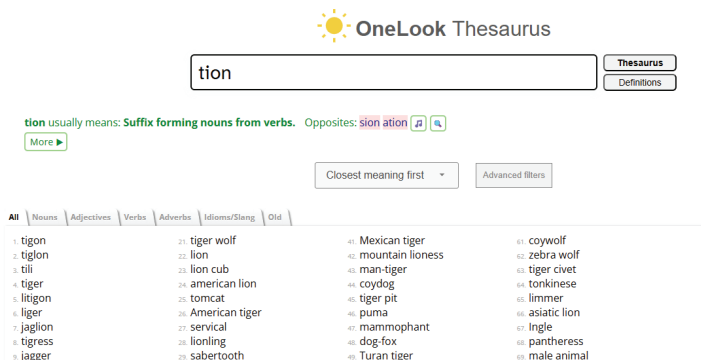 OneLook Thesaurus
tion
Thesaurus
Definitions
tion usually means: Suffix forming nouns from verbs. Opposites: sion ation
More ▶
Closest meaning first
Advanced filters
All Nouns Adjectives Verbs Adverbs Idioms/Slang Old
1. tigon
2. tiglon
3. tili
4. tiger
5. litigon
6. liger
7. jaglion
8. tigress
9. jagger
21. tiger wolf
22. lion
23. lion cub
24. american lion
25. tomcat
26. American tiger
27. servical
28. lionling
29. sabertooth
41. Mexican tiger
42. mountain lioness
43. man-tiger
44. coydog
45. tiger pit
46. puma
47. mammophant
48. dog-fox
49. Turan tiger
61. coywolf
62. zebra wolf
63. tiger civet
64. tonkinese
65. limmer
66. asiatic lion
67. Ingle
68. pantheress
69. male animal